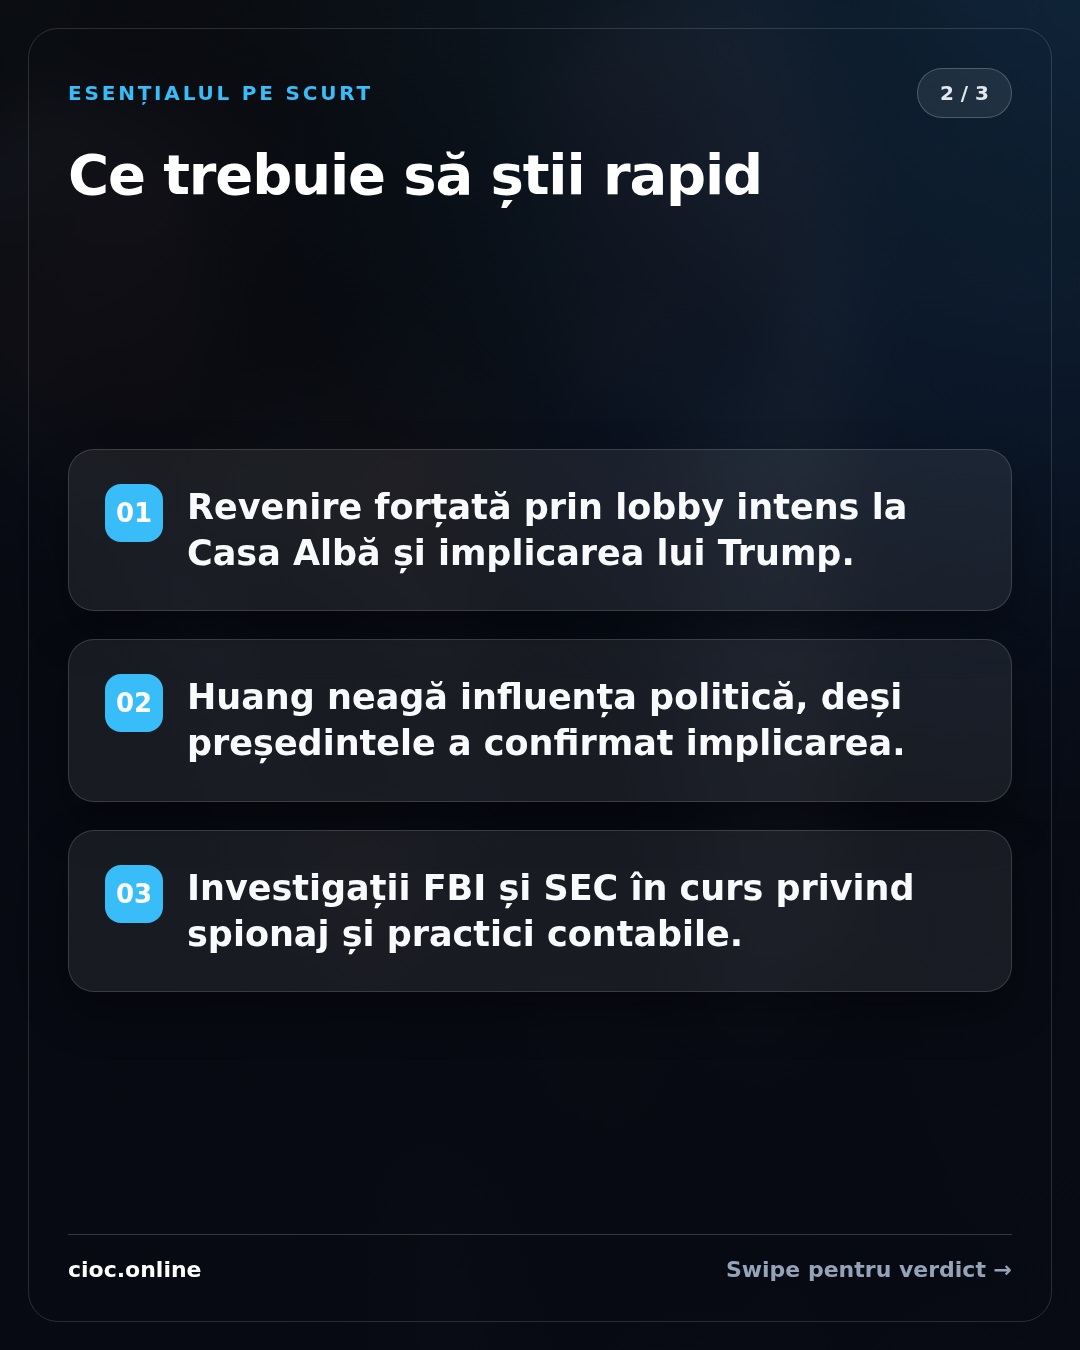 ESENȚIALUL PE SCURT
2 / 3
Ce trebuie să știi rapid
01
Revenire forțată prin lobby intens la
Casa Albă și implicarea lui Trump.
02
Huang neagă influența politică, deși
președintele a confirmat implicarea.
03
Investigații FBI și SEC în curs privind
spionaj și practici contabile.
cioc.online
Swipe pentru verdict →